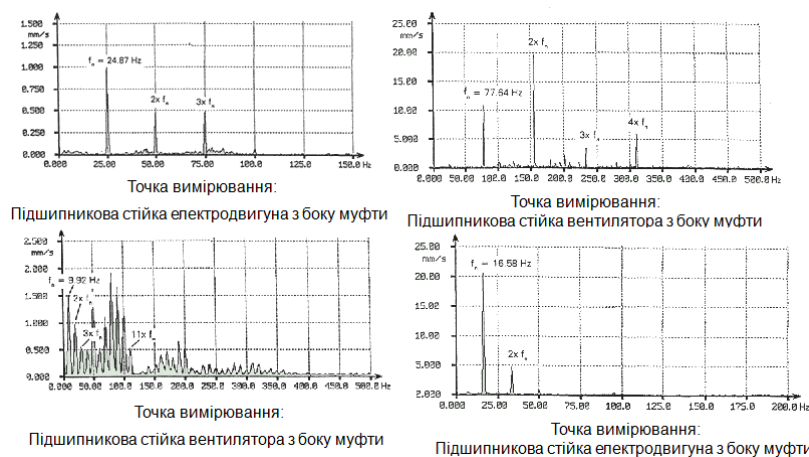 1.500
mm/s
1.250
1.000
0.750
0.500
0.250
0.000
fₙ = 24.87 Hz
2x fₙ
3x fₙ
0.000 25.00 50.00 75.00 100.0 125.0 150.0 Hz
Точка вимірювання:
Підшипникова стійка електродвигуна з боку муфти
25.00
mm/s
20.00
15.00
10.00
5.000
0.000
2x fₙ
fₙ = 77.64 Hz
3x fₙ
4x fₙ
0.000 50.00 100.0 150.0 200.0 250.0 300.0 350.0 400.0 450.0 500.0 Hz
Точка вимірювання:
Підшипникова стійка вентилятора з боку муфти
2.500
mm/s
2.000
1.500
1.000
0.500
0.000
fₙ = 9.92 Hz
2x fₙ
3x fₙ
11x fₙ
0.000 50.00 100.0 150.0 200.0 250.0 300.0 350.0 400.0 450.0 500.0 Hz
Точка вимірювання:
Підшипникова стійка вентилятора з боку муфти
25.00
mm/s
20.00
15.00
10.00
5.000
fₙ = 16.58 Hz
2x fₙ
0.000 25.00 50.00 75.00 100.0 125.0 150.0 175.0 200.0 Hz
Точка вимірювання:
Підшипникова стійка електродвигуна з боку муфти